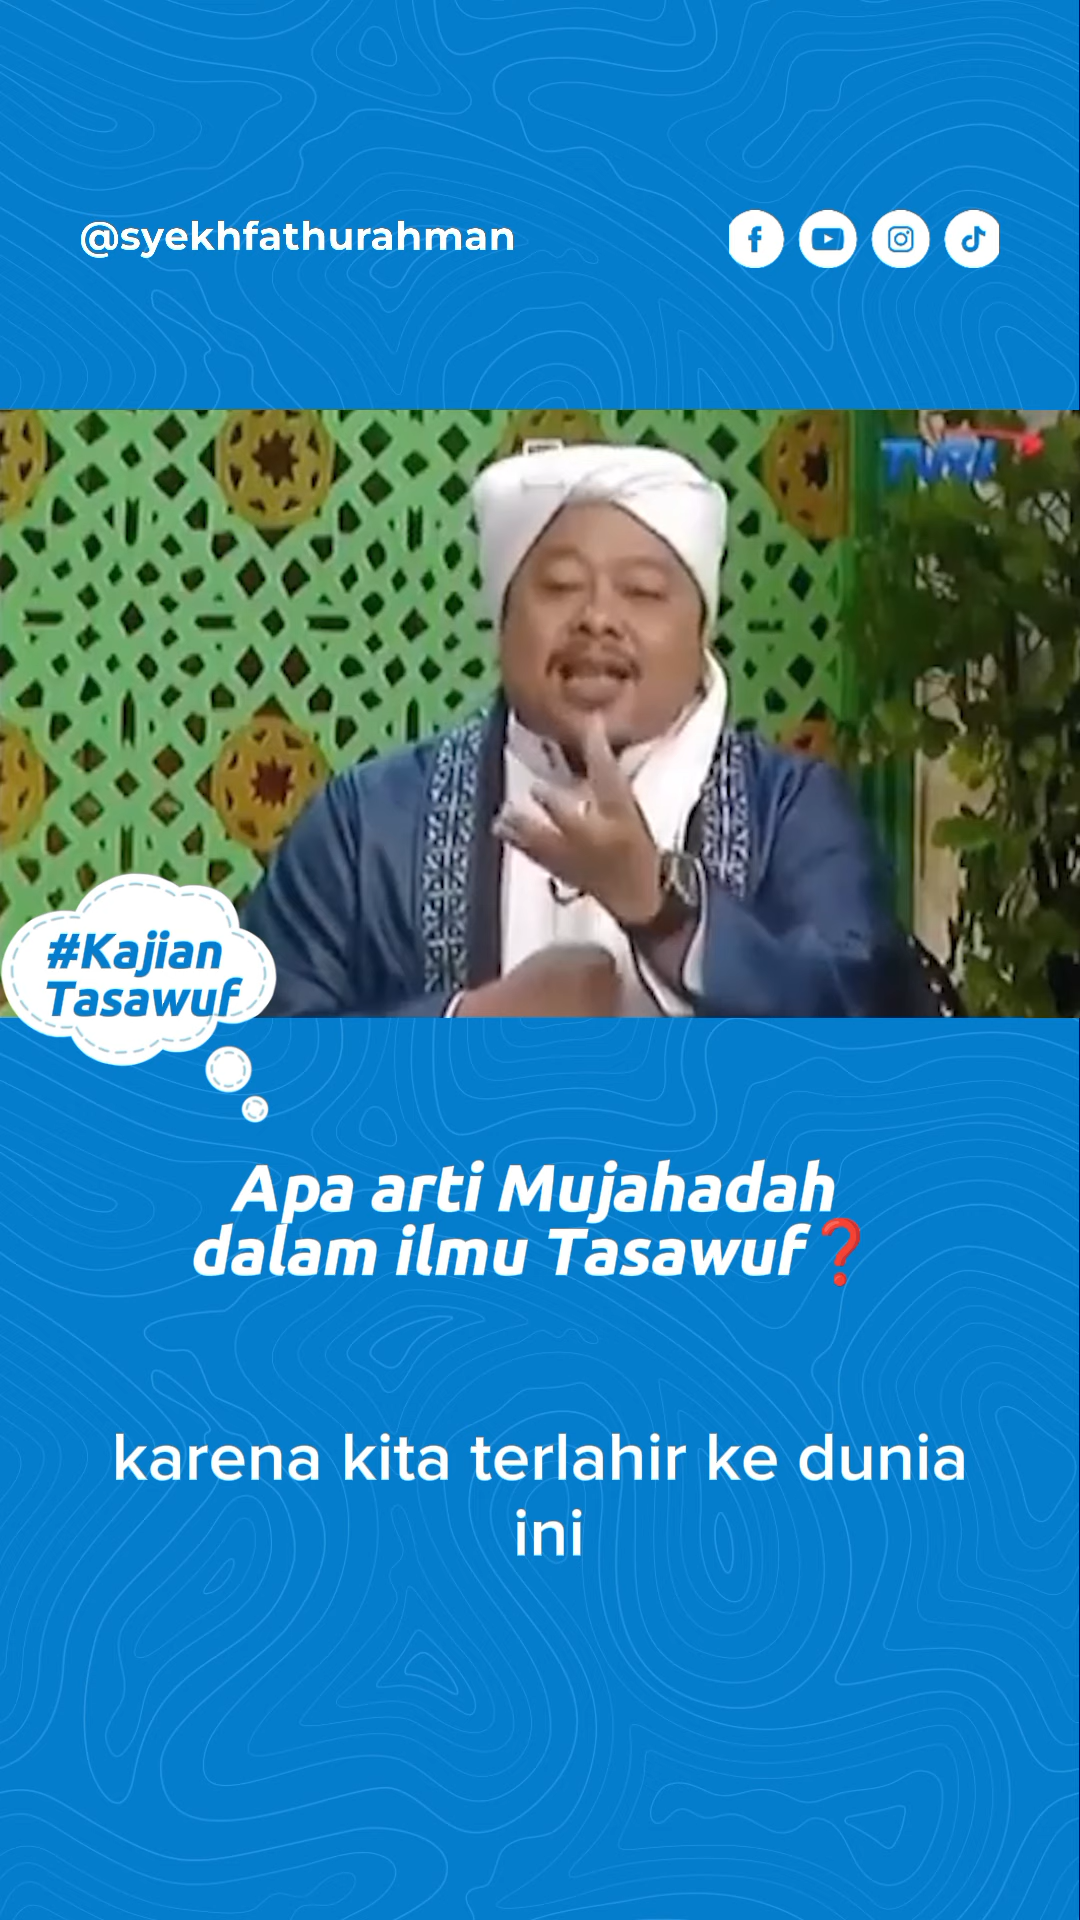 @syekhfathurahman
TVRI
#Kajian
Tasawuf
Apa arti Mujahadah
dalam ilmu Tasawuf❓
karena kita terlahir ke dunia
ini